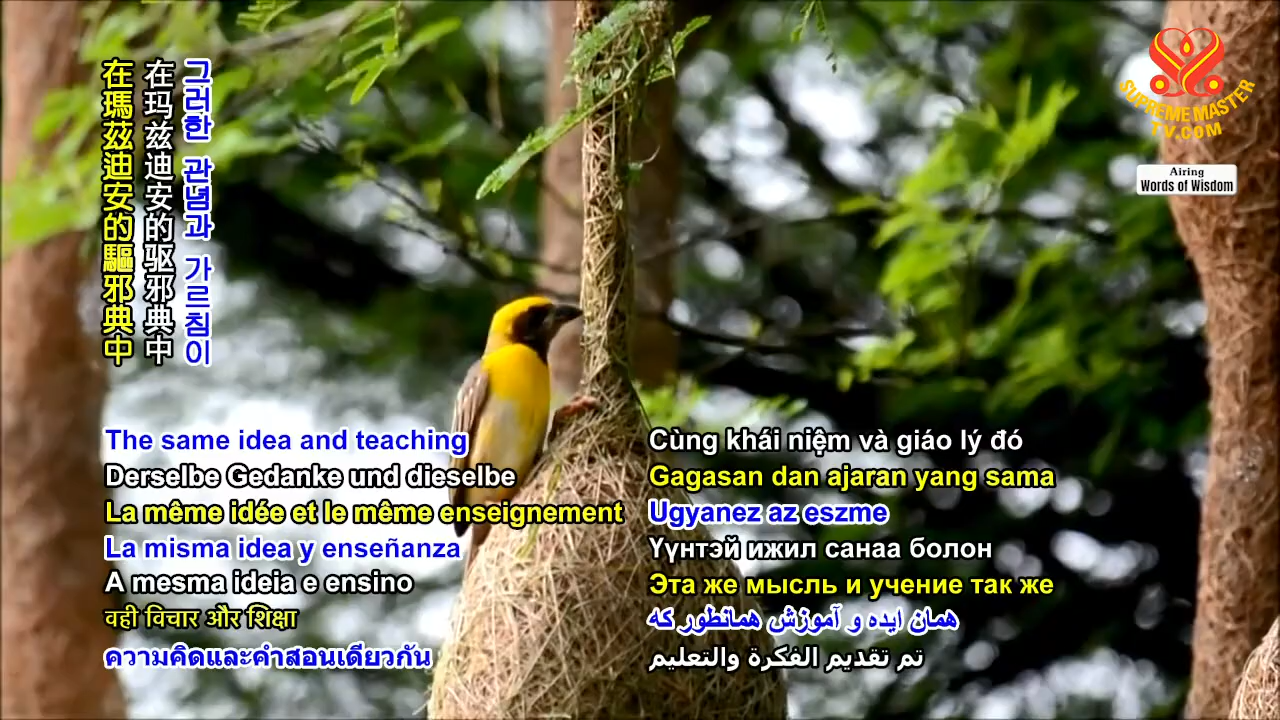 在瑪茲迪安的驅邪典中
在玛兹迪安的驱邪典中
그러한 관념과 가르침이
SUPREME MASTER
TV.COM
Airing
Words of Wisdom
The same idea and teaching
Derselbe Gedanke und dieselbe
La même idée et le même enseignement
La misma idea y enseñanza
A mesma ideia e ensino
वही विचार और शिक्षा
ความคิดและคำสอนเดียวกัน
Cùng khái niệm và giáo lý đó
Gagasan dan ajaran yang sama
Ugyanez az eszme
Үүнтэй ижил санаа болон
Эта же мысль и учение так же
همان ایده و آموزش همانطور که
تم تقديم الفكرة والتعليم